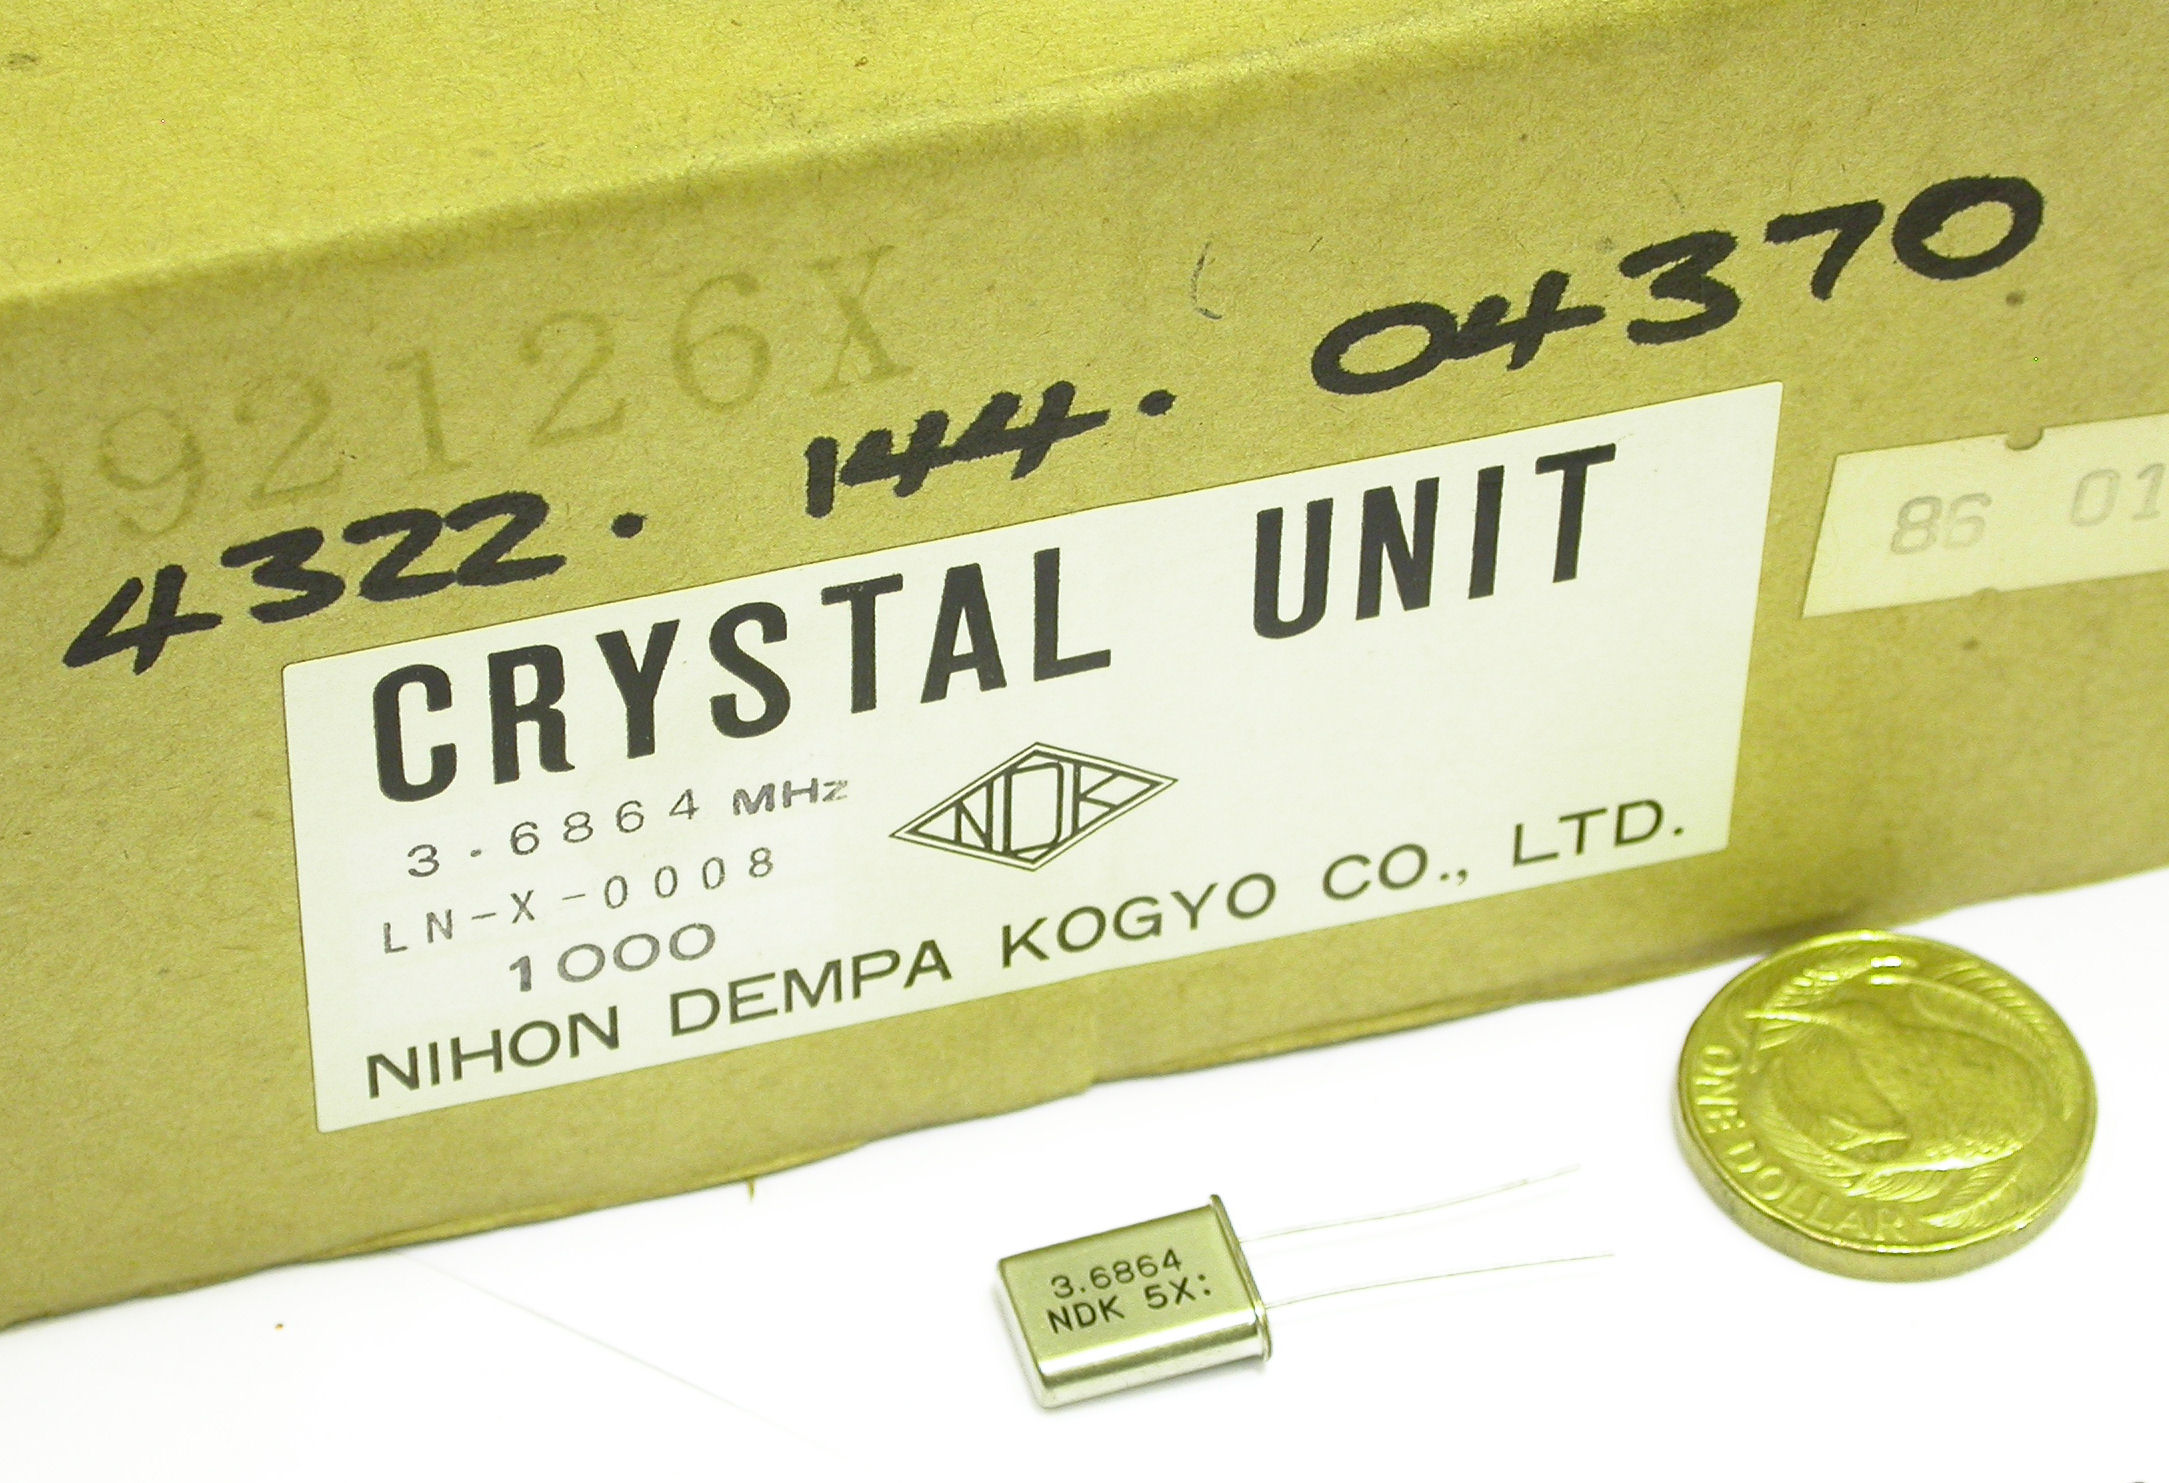 092126X
4322. 144. 04370
CRYSTAL UNIT
86 01
3.6864 MHz
LN-X-0008
1000
NDK
NIHON DEMPA KOGYO CO., LTD.
ONE DOLLAR
3.6864
NDK 5X: